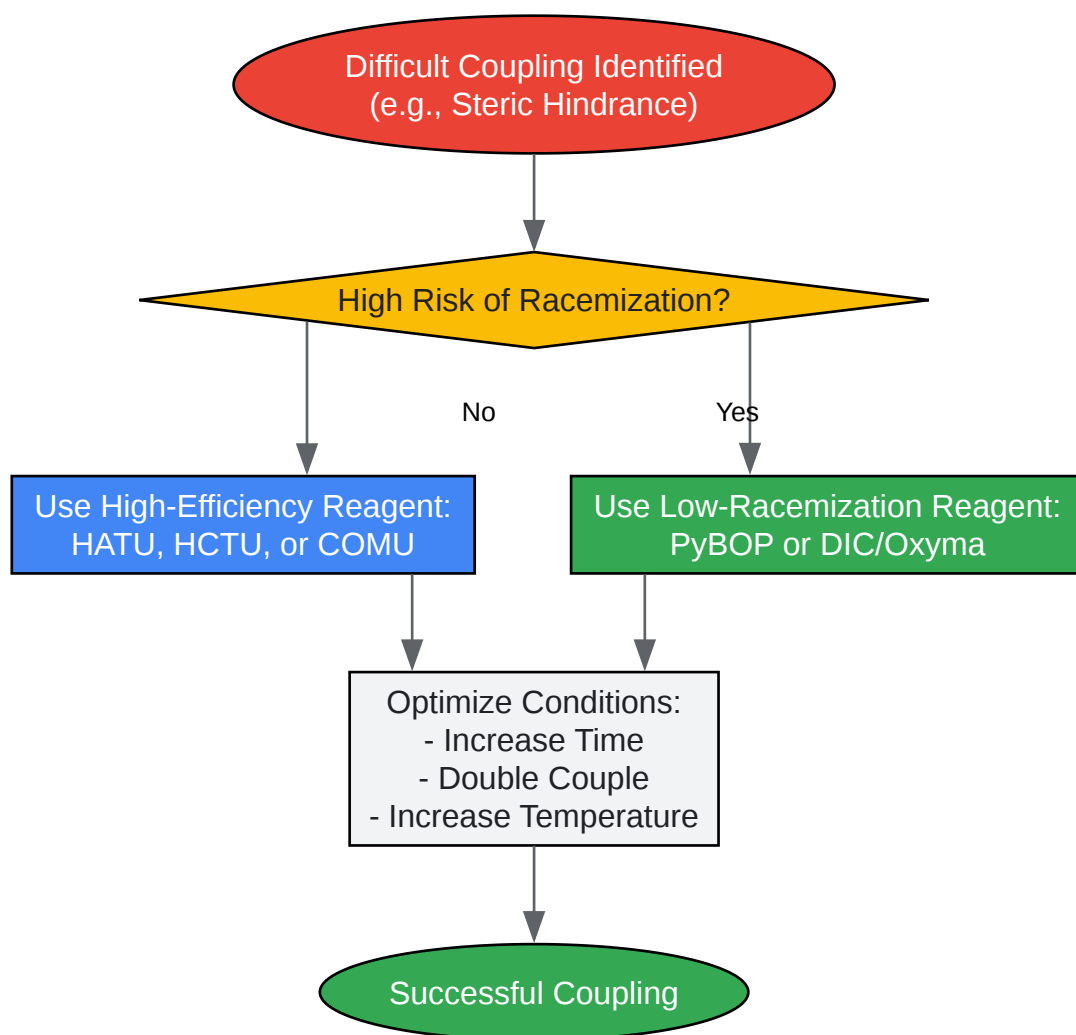 Difficult Coupling Identified
(e.g., Steric Hindrance)
High Risk of Racemization?
No
Yes
Use High-Efficiency Reagent:
HATU, HCTU, or COMU
Use Low-Racemization Reagent:
PyBOP or DIC/Oxyma
Optimize Conditions:
- Increase Time
- Double Couple
- Increase Temperature
Successful Coupling